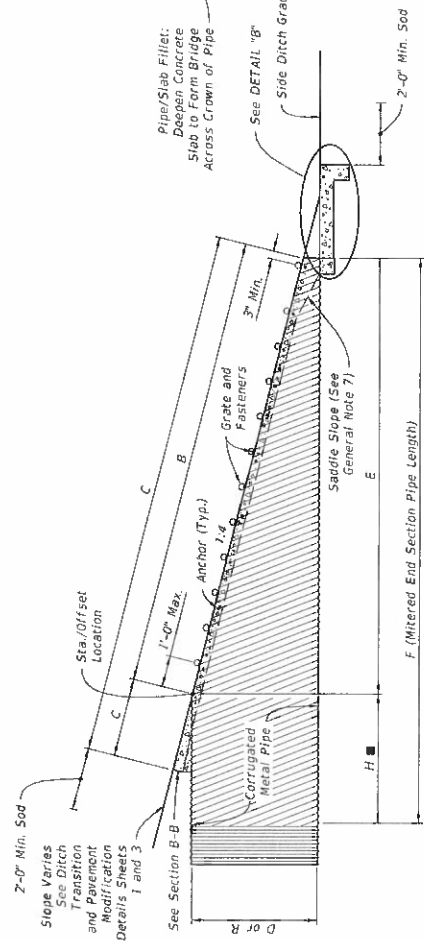 Pipe/Slab Fillet:
Deepen Concrete
Slab to Form Bridge
Across Crown of Pipe
See DETAIL "B"
Side Ditch Grad
2'-0" Min. Sod
C
B
3" Min.
Grate and
Fasteners
Anchor (Typ.)
1:4
1'-0" Max.
Sta./Offset
Location
C
2'-0" Min. Sod
Slope Varies
See Ditch
Transition
and Pavement
Modification
Details Sheets
1 and 3
See Section B-B
Corrugated
Metal Pipe
Saddle Slope (See
General Note 7)
D or R
H ■
E
F (Mitered End Section Pipe Length)